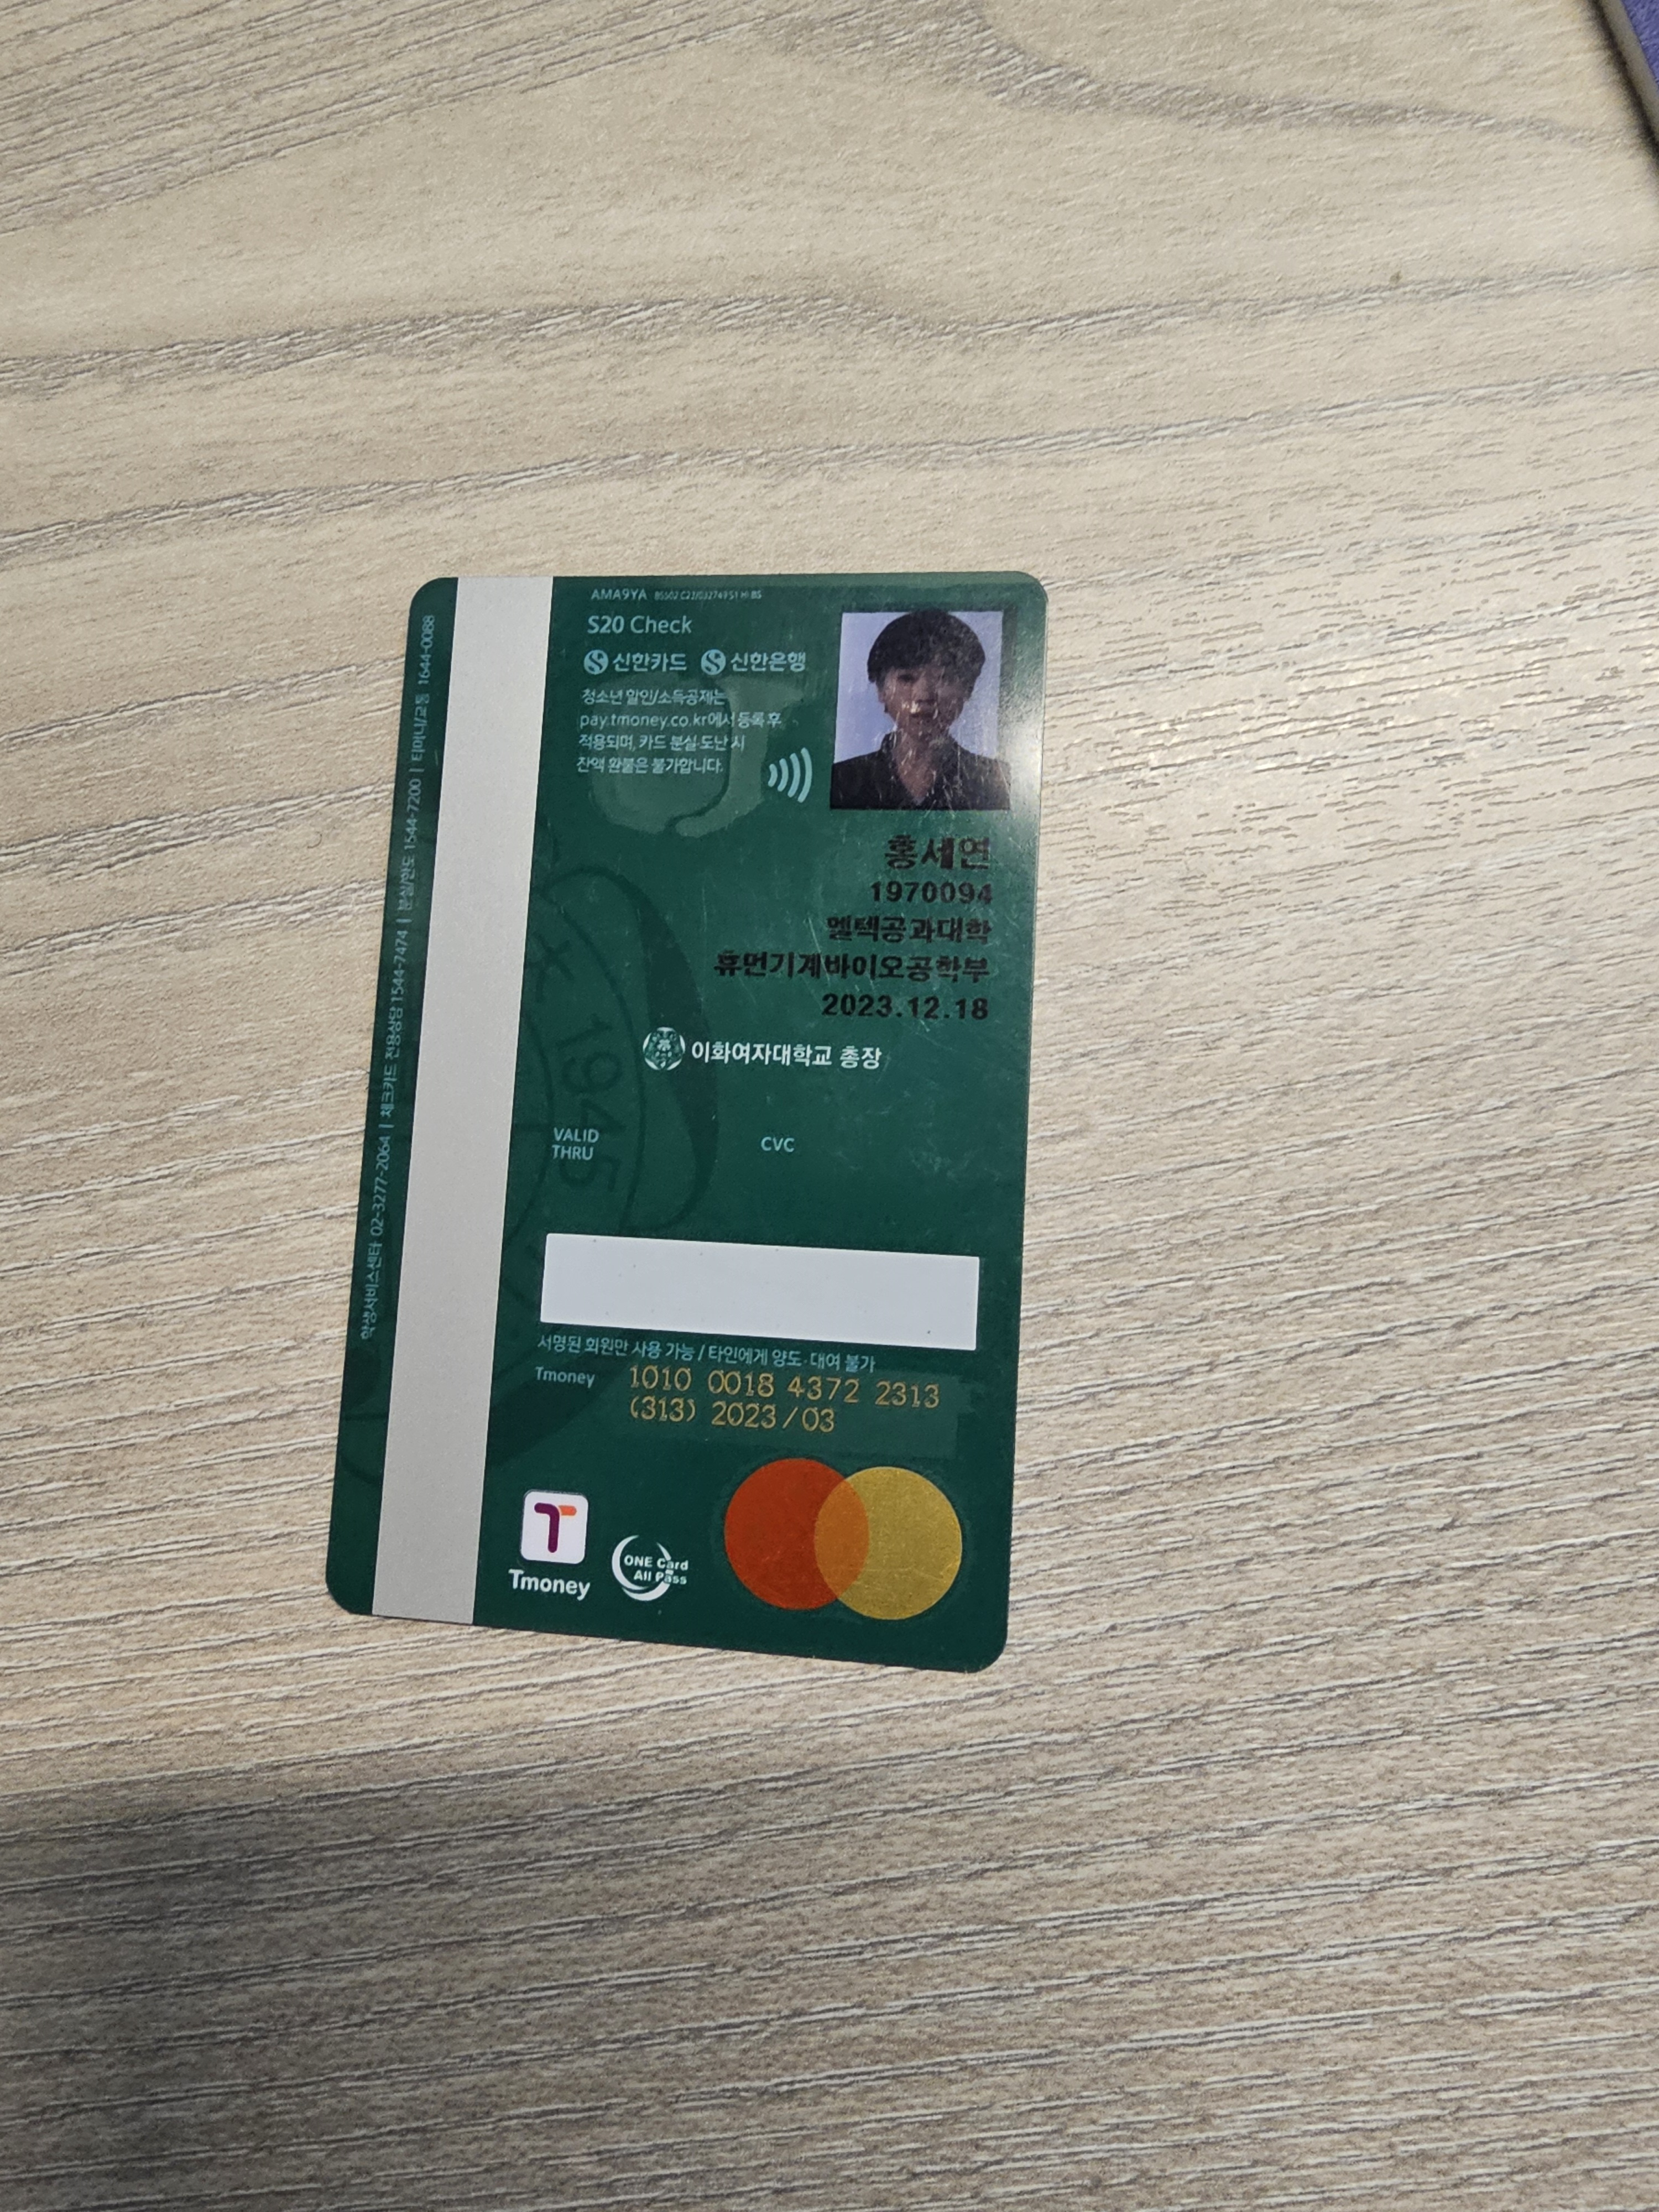 AMA9YA
S20 Check
신한카드 신한은행
청소년 할인/소득공제는
pay.tmoney.co.kr에서 등록 후
적용되며, 카드 분실·도난 시
잔액 환불은 불가합니다.
홍세연
1970094
엘텍공과대학
휴먼기계바이오공학부
2023.12.18
이화여자대학교 총장
1945
VALID
THRU
CVC
서명된 회원만 사용 가능 / 타인에게 양도·대여 불가
Tmoney 1010 0018 4372 2313
(313) 2023/03
Tmoney
ONE Card
All Pass
학생서비스센터 02-3277-2064 | 체크카드 전용상담 1544-7474 | 분실/한도 1544-7200 | 티머니/교통 1644-0088